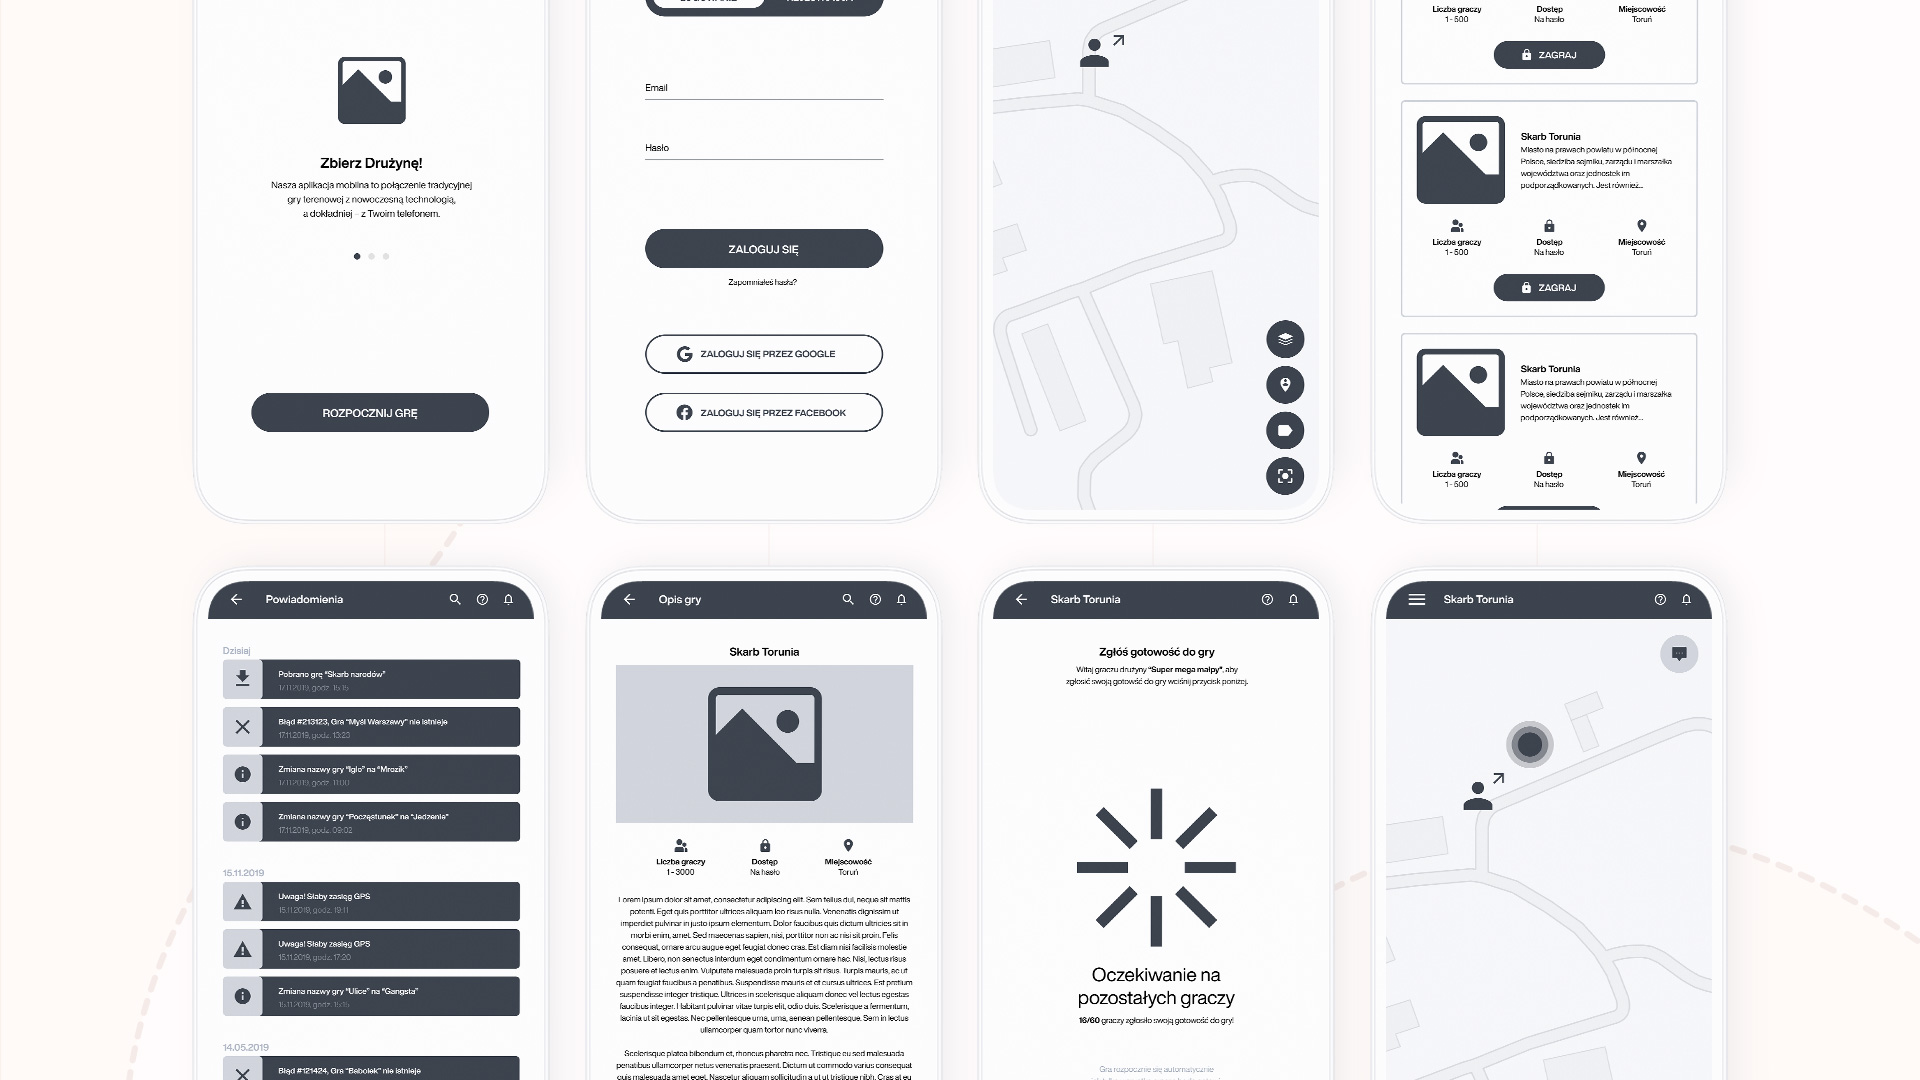 Zbierz Drużynę!
Nasza aplikacja mobilna to połączenie tradycyjnej
gry terenowej z nowoczesną technologią,
a dokładniej – z Twoim telefonem.
ROZPOCZNIJ GRĘ
Email
Hasło
ZALOGUJ SIĘ
Zapomniałeś hasła?
ZALOGUJ SIĘ PRZEZ GOOGLE
ZALOGUJ SIĘ PRZEZ FACEBOOK
Liczba graczy
1-500
Dostęp
Na hasło
Miejscowość
Toruń
ZAGRAJ
Skarb Torunia
Miasto na prawach powiatu w północnej
Polsce, siedziba sejmiku, zarządu i marszałka
województwa oraz jednostek im
podporządkowanych. Jest również...
Liczba graczy
1-500
Dostęp
Na hasło
Miejscowość
Toruń
ZAGRAJ
Skarb Torunia
Miasto na prawach powiatu w północnej
Polsce, siedziba sejmiku, zarządu i marszałka
województwa oraz jednostek im
podporządkowanych. Jest również...
Liczba graczy
1-500
Dostęp
Na hasło
Miejscowość
Toruń
Powiadomienia
Dzisiaj
Pobrano grę “Skarb narodów”
17.11.2019, godz. 15:15
Błąd #213123, Gra “Myśl Warszawy” nie istnieje
17.11.2019, godz. 13:23
Zmiana nazwy gry “Iglo” na “Mrozik”
17.11.2019, godz. 11:00
Zmiana nazwy gry “Poczęstunek” na “Jedzenie”
17.11.2019, godz. 09:02
15.11.2019
Uwaga! Słaby zasięg GPS
15.11.2019, godz. 19:11
Uwaga! Słaby zasięg GPS
15.11.2019, godz. 17:20
Zmiana nazwy gry “Ulice” na “Gangsta”
15.11.2019, godz. 15:15
14.05.2019
Błąd #121424, Gra “Babolek” nie istnieje
Opis gry
Skarb Torunia
Liczba graczy
1-3000
Dostęp
Na hasło
Miejscowość
Toruń
Lorem ipsum dolor sit amet, consectetur adipiscing elit. Sem tellus dui, neque sit mattis
potenti. Eget quis porttitor ultrices aliquam leo risus nulla. Venenatis dignissim ut
imperdiet pulvinar in justo ipsum elementum. Dolor faucibus quis dictum ultricies sit in
morbi enim, amet. Sed maecenas sapien, nisi, porttitor non ac nisi sit proin. Felis
consequat, ornare arcu augue eget feugiat donec cras. Est diam nisi facilisis molestie
amet. Libero, non senectus interdum eget condimentum ornare hac. Nisi, lectus risus
posuere et lectus enim. Vulputate malesuada proin turpis sit risus. Turpis mauris, ac ut
quam feugiat faucibus a penatibus. Suspendisse mauris et et cursus ultrices. Est pretium
suspendisse integer tristique. Ultrices in scelerisque aliquam donec vel lectus egestas
faucibus integer. Habitant pulvinar vitae turpis elit, odio duis. Scelerisque a fermentum,
lacinia ut sit egestas. Nec pellentesque urna, urna, aenean pellentesque. Sem in lectus
ullamcorper quam tortor nunc viverra.
Scelerisque platea bibendum et, rhoncus pharetra nec. Tristique eu sed malesuada
penatibus ullamcorper netus venenatis praesent. Dictum ut commodo varius consequat
quis malesuada amet eget. Nascetur aliquam sollicitudin a ut ut tristique nibh. Cras at eu
Skarb Torunia
Zgłoś gotowość do gry
Witaj graczu drużyny “Super mega małpy”, aby
zgłosić swoją gotowść do gry wciśnij przycisk poniżej.
Oczekiwanie na
pozostałych graczy
16/60 graczy zgłosiło swoją gotowość do gry!
Gra rozpocznie się automatycznie
Skarb Torunia